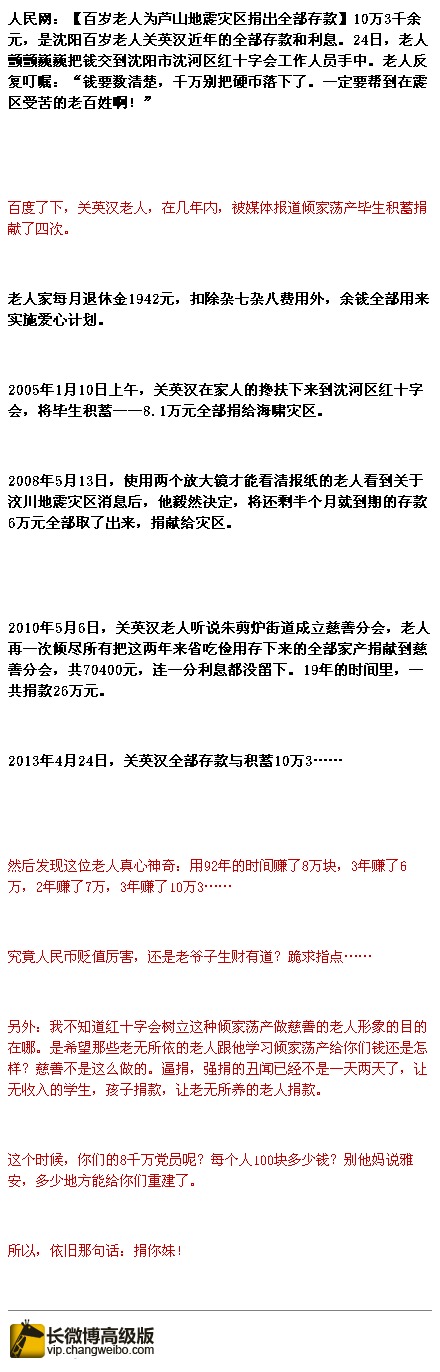 人民网：【百岁老人为芦山地震灾区捐出全部存款】10万3千余
元，是沈阳百岁老人关英汉近年的全部存款和利息。24日，老人
颤颤巍巍把钱交到沈阳市沈河区红十字会工作人员手中。老人反
复叮嘱：“钱要数清楚，千万别把硬币落下了。一定要帮到在震
区受苦的老百姓啊！”
百度了下，关英汉老人，在几年内，被媒体报道倾家荡产毕生积蓄捐
献了四次。
老人家每月退休金1942元，扣除杂七杂八费用外，余钱全部用来
实施爱心计划。
2005年1月10日上午，关英汉在家人的搀扶下来到沈河区红十字
会，将毕生积蓄——8.1万元全部捐给海啸灾区。
2008年5月13日，使用两个放大镜才能看清报纸的老人看到关于
汶川地震灾区消息后，他毅然决定，将还剩半个月就到期的存款
6万元全部取了出来，捐献给灾区。
2010年5月6日，关英汉老人听说朱剪炉街道成立慈善分会，老人
再一次倾尽所有把这两年来省吃俭用存下来的全部家产捐献到慈
善分会，共70400元，连一分利息都没留下。19年的时间里，一
共捐款26万元。
2013年4月24日，关英汉全部存款与积蓄10万3……
然后发现这位老人真心神奇：用92年的时间赚了8万块，3年赚了6
万，2年赚了7万，3年赚了10万3……
究竟人民币贬值厉害，还是老爷子生财有道？跪求指点……
另外：我不知道红十字会树立这种倾家荡产做慈善的老人形象的目的
在哪。是希望那些老无所依的老人跟他学习倾家荡产给你们钱还是怎
样？慈善不是这么做的。逼捐，强捐的丑闻已经不是一天两天了，让
无收入的学生，孩子捐款，让老无所养的老人捐款。
这个时候，你们的8千万党员呢？每个人100块多少钱？别他妈说雅
安，多少地方能给你们重建了。
所以，依旧那句话：捐你妹！
长微博高级版
vip.changweibo.com